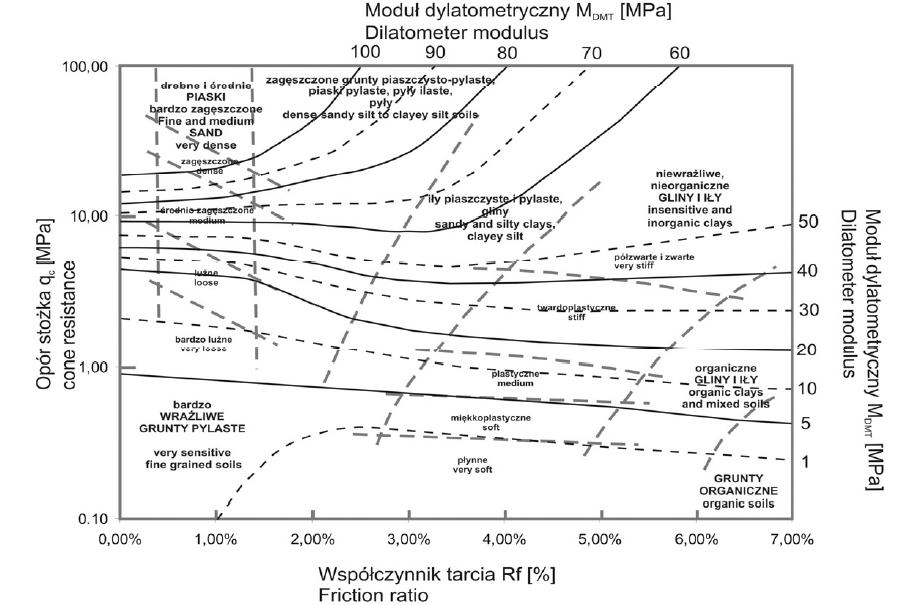 Moduł dylatometryczny M_DMT [MPa]
Dilatometer modulus
100 90 80 70 60
100,00
drobne i średnie
PIASKI
bardzo zagęszczone
Fine and medium
SAND
very dense
zagęszczone grunty piaszczysto-pylaste,
piaski pylaste, pyły ilaste,
pyły
dense sandy silt to clayey silt soils
zagęszczone
dense
niewrażliwe,
nieorganiczne
GLINY I IŁY
insensitive and
inorganic clays
iły piaszczyste i pylaste,
gliny
sandy and silty clays,
clayey silt
10,00
średnio zagęszczone
medium
50
półzwarte i zwarte
very stiff
40
luźne
loose
twardoplastyczne
stiff
30
bardzo luźne
very loose
20
1,00
plastyczne
medium
organiczne
GLINY I IŁY
organic clays
and mixed soils
10
bardzo
WRAŻLIWE
GRUNTY PYLASTE
very sensitive
fine grained soils
miękkoplastyczne
soft
5
płynne
very soft
1
GRUNTY
ORGANICZNE
organic soils
0.10
0,00% 1,00% 2,00% 3,00% 4,00% 5,00% 6,00% 7,00%
Opór stożka q_c [MPa]
cone resistance
Moduł dylatometryczny M_DMT [MPa]
Dilatometer modulus
Współczynnik tarcia Rf [%]
Friction ratio